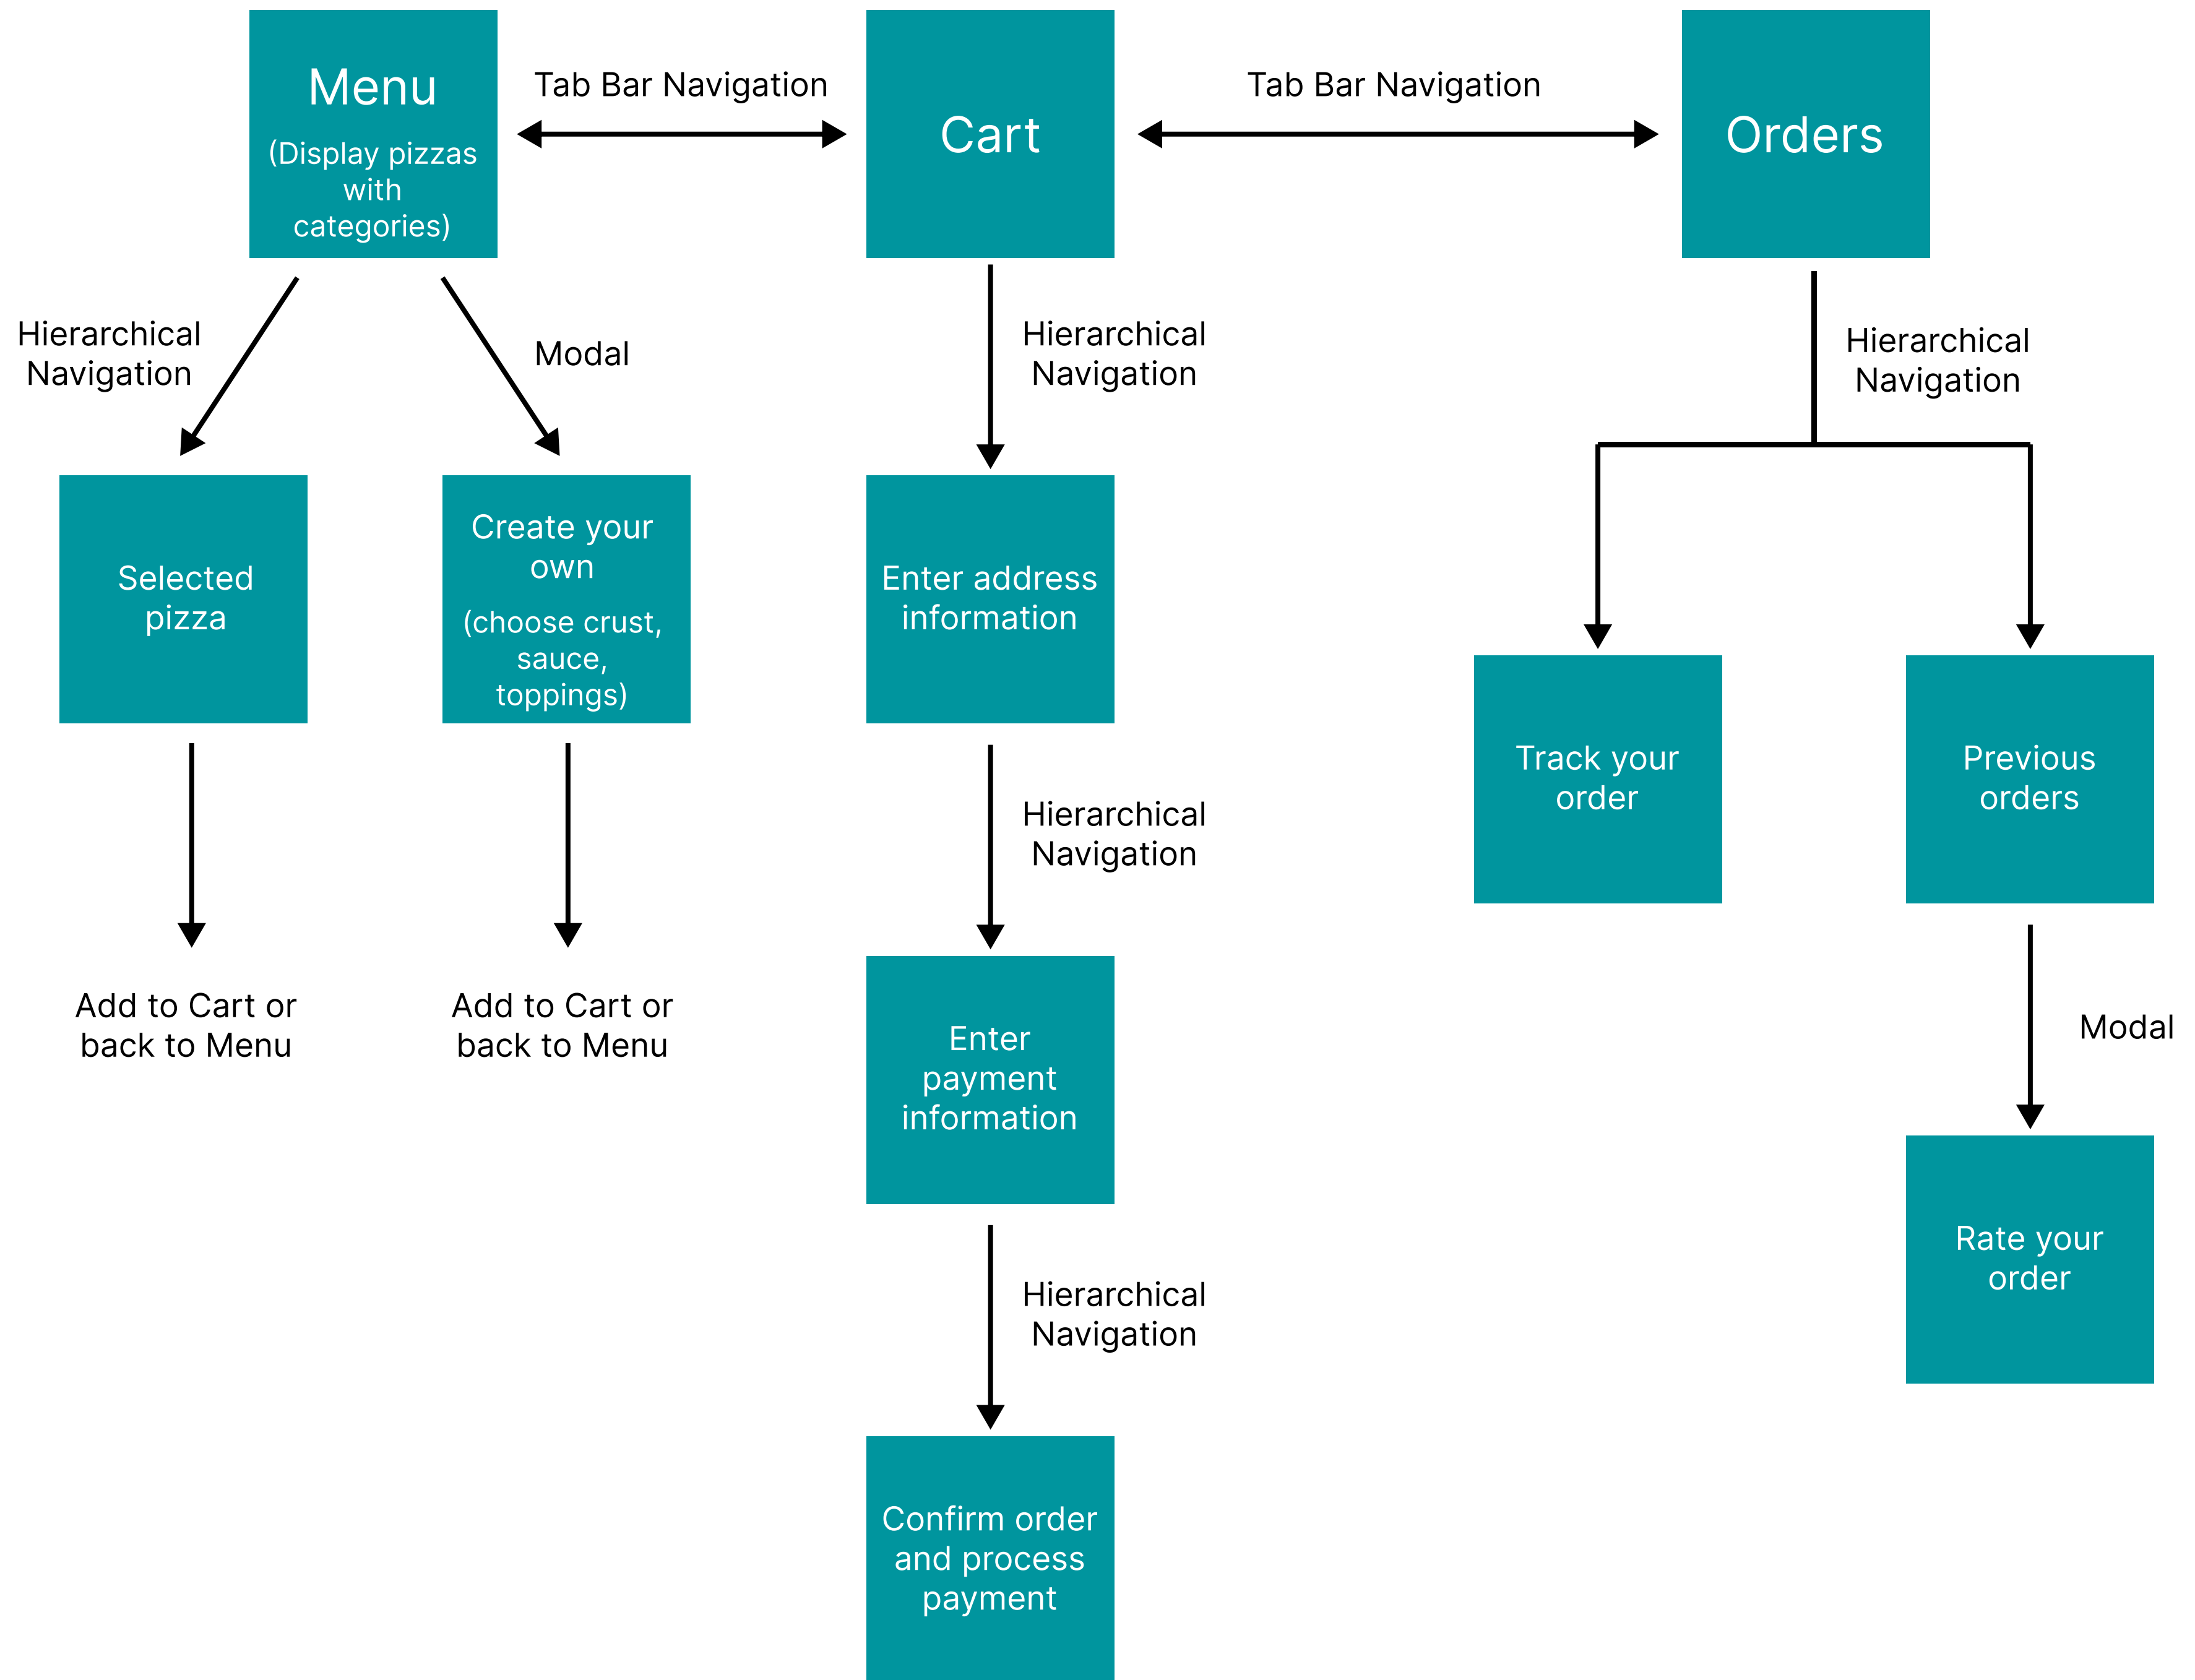 Menu
(Display pizzas
with
categories)
Tab Bar Navigation
Cart
Tab Bar Navigation
Orders
Hierarchical
Navigation
Modal
Hierarchical
Navigation
Hierarchical
Navigation
Selected
pizza
Create your
own
(choose crust,
sauce,
toppings)
Enter address
information
Track your
order
Previous
orders
Hierarchical
Navigation
Add to Cart or
back to Menu
Add to Cart or
back to Menu
Enter
payment
information
Modal
Rate your
order
Hierarchical
Navigation
Confirm order
and process
payment